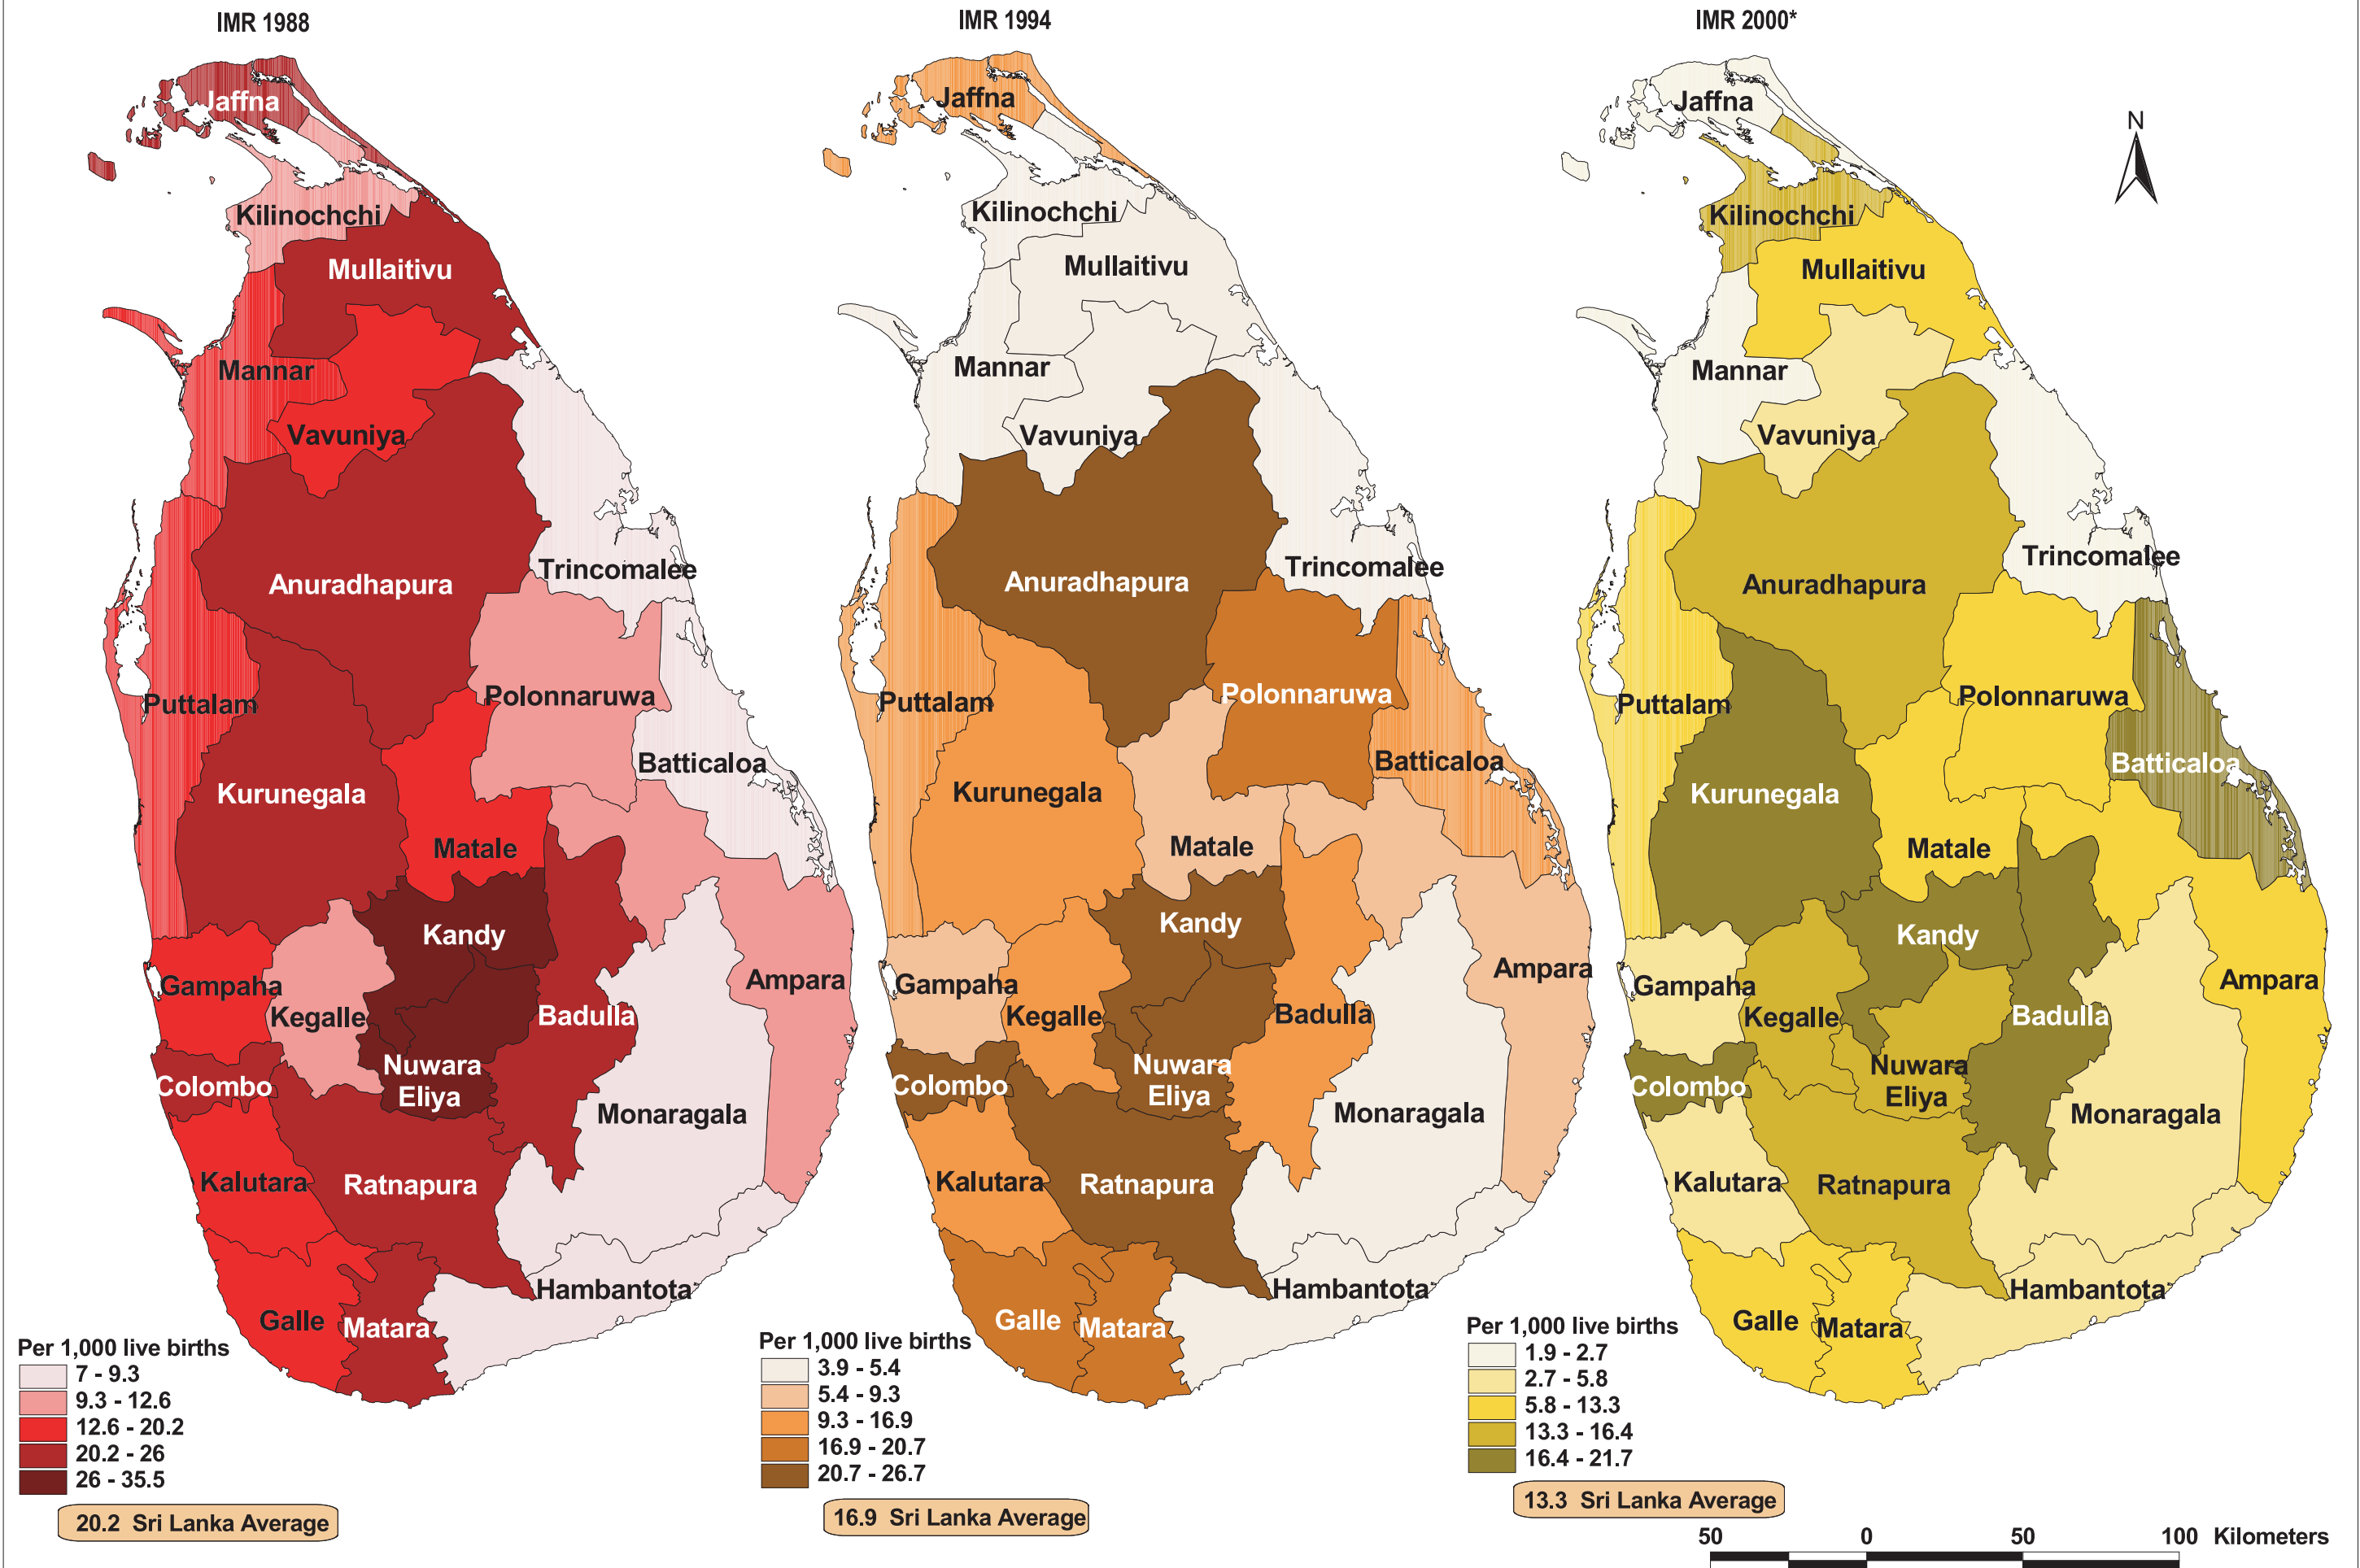 IMR 1988
Jaffna
Kilinochchi
Mullaitivu
Mannar
Vavuniya
Trincomalee
Anuradhapura
Polonnaruwa
Puttalam
Batticaloa
Kurunegala
Matale
Kandy
Ampara
Gampaha
Kegalle
Badulla
Nuwara
Eliya
Colombo
Monaragala
Kalutara
Ratnapura
Hambantota
Galle
Matara
Per 1,000 live births
7 - 9.3
9.3 - 12.6
12.6 - 20.2
20.2 - 26
26 - 35.5
20.2 Sri Lanka Average
IMR 1994
Jaffna
Kilinochchi
Mullaitivu
Mannar
Vavuniya
Trincomalee
Anuradhapura
Polonnaruwa
Puttalam
Batticaloa
Kurunegala
Matale
Kandy
Ampara
Gampaha
Kegalle
Badulla
Nuwara
Eliya
Colombo
Monaragala
Kalutara
Ratnapura
Hambantota
Galle
Matara
Per 1,000 live births
3.9 - 5.4
5.4 - 9.3
9.3 - 16.9
16.9 - 20.7
20.7 - 26.7
16.9 Sri Lanka Average
IMR 2000*
N
Jaffna
Kilinochchi
Mullaitivu
Mannar
Vavuniya
Trincomalee
Anuradhapura
Polonnaruwa
Puttalam
Batticaloa
Kurunegala
Matale
Kandy
Ampara
Gampaha
Kegalle
Badulla
Nuwara
Eliya
Colombo
Monaragala
Kalutara
Ratnapura
Hambantota
Galle
Matara
Per 1,000 live births
1.9 - 2.7
2.7 - 5.8
5.8 - 13.3
13.3 - 16.4
16.4 - 21.7
13.3 Sri Lanka Average
50 0 50 100 Kilometers